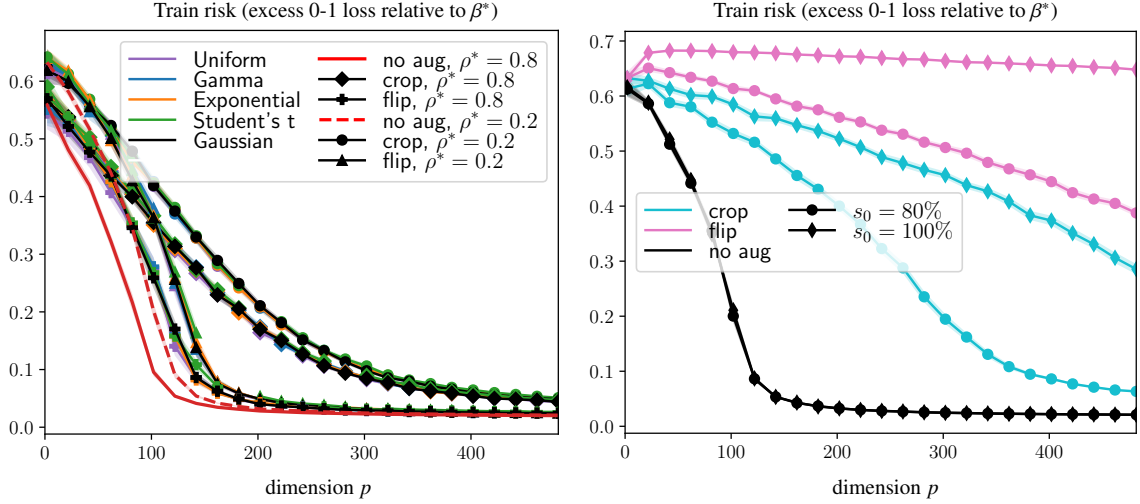 Train risk (excess 0-1 loss relative to β*)
Uniform
Gamma
Exponential
Student's t
Gaussian
no aug, ρ* = 0.8
crop, ρ* = 0.8
flip, ρ* = 0.8
no aug, ρ* = 0.2
crop, ρ* = 0.2
flip, ρ* = 0.2
0.6
0.5
0.4
0.3
0.2
0.1
0.0
0 100 200 300 400
dimension p
Train risk (excess 0-1 loss relative to β*)
0.7
0.6
0.5
0.4
0.3
0.2
0.1
0.0
crop
flip
no aug
s₀ = 80%
s₀ = 100%
0 100 200 300 400
dimension p